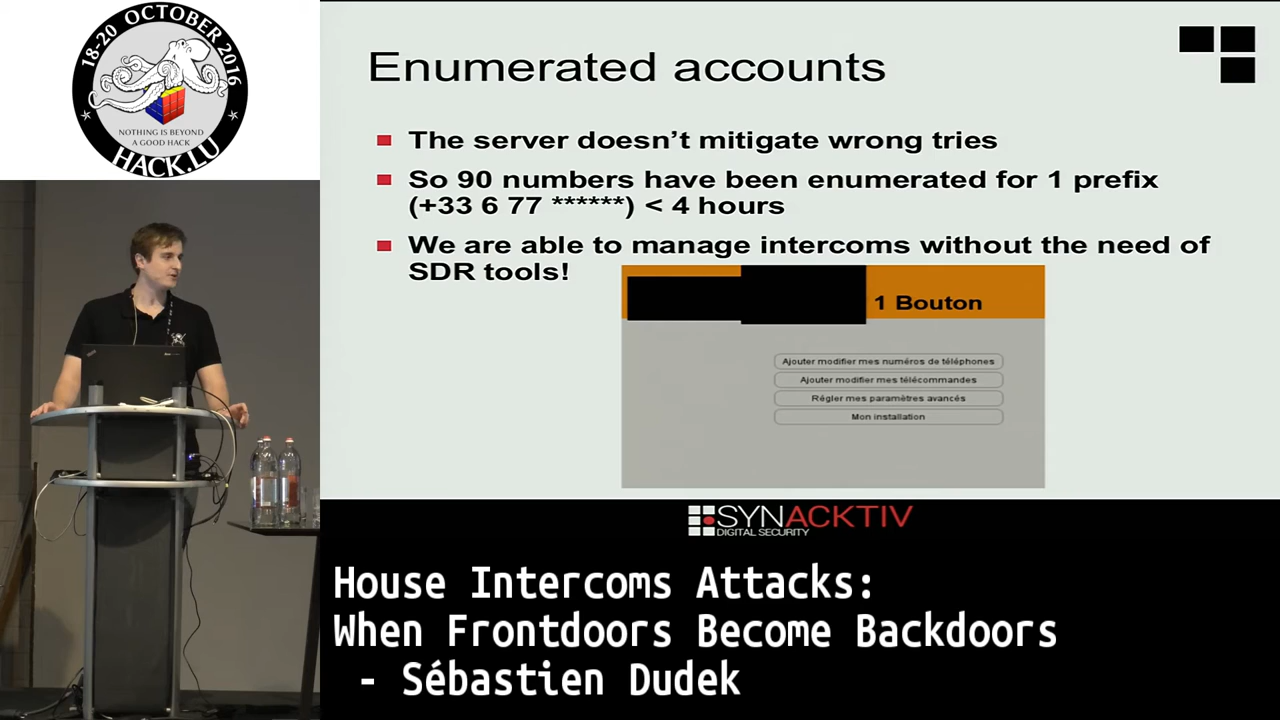 18-20 OCTOBER 2016
NOTHING IS BEYOND
A GOOD HACK
HACK.LU
Enumerated accounts
The server doesn’t mitigate wrong tries
So 90 numbers have been enumerated for 1 prefix
(+33 6 77 ******) < 4 hours
We are able to manage intercoms without the need of
SDR tools!
1 Bouton
Ajouter modifier mes numéros de téléphones
Ajouter modifier mes télécommandes
Régler mes paramètres avancés
Mon installation
SYNACKTIV
DIGITAL SECURITY
House Intercoms Attacks:
When Frontdoors Become Backdoors
- Sébastien Dudek